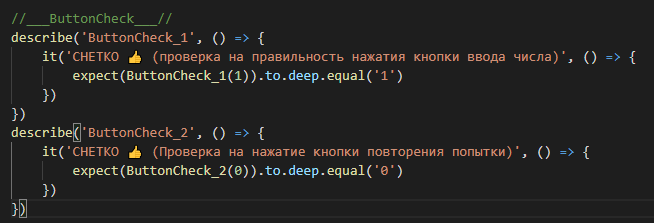 //___ButtonCheck___//
describe('ButtonCheck_1', () => {
    it('СНЕТКО 👍 (проверка на правильность нажатия кнопки ввода числа)', () => {
        expect(ButtonCheck_1(1)).to.deep.equal('1')
    })
})
describe('ButtonCheck_2', () => {
    it('СНЕТКО 👍 (Проверка на нажатие кнопки повторения попытки)', () => {
        expect(ButtonCheck_2(0)).to.deep.equal('0')
    })
})